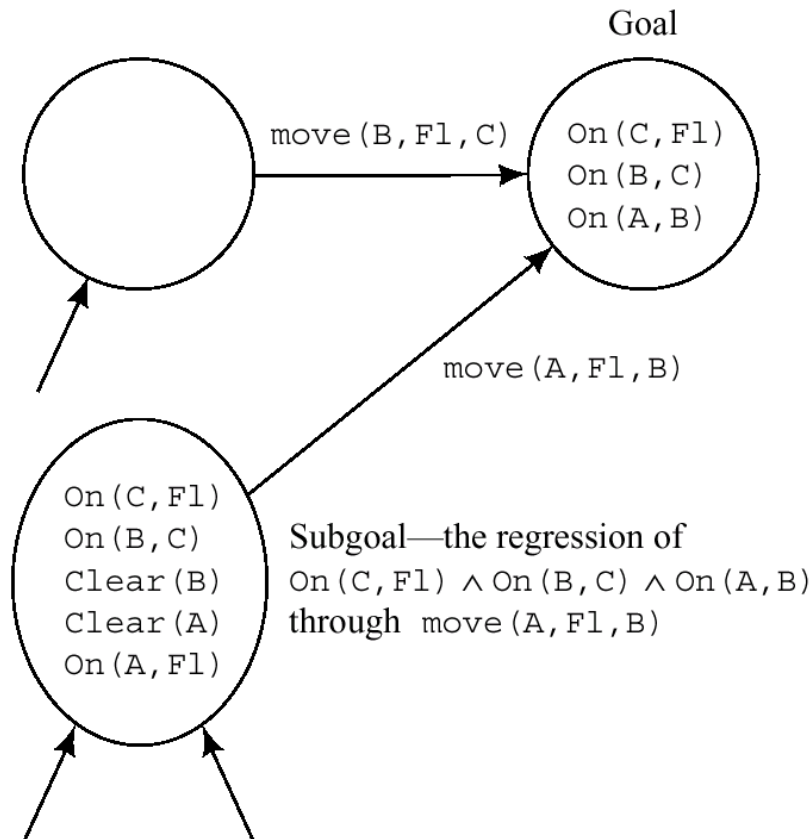 Goal
move(B,Fl,C)
On(C,Fl)
On(B,C)
On(A,B)
move(A,Fl,B)
On(C,Fl)
On(B,C)
Clear(B)
Clear(A)
On(A,Fl)
Subgoal—the regression of
On(C,Fl) ∧ On(B,C) ∧ On(A,B)
through move(A,Fl,B)